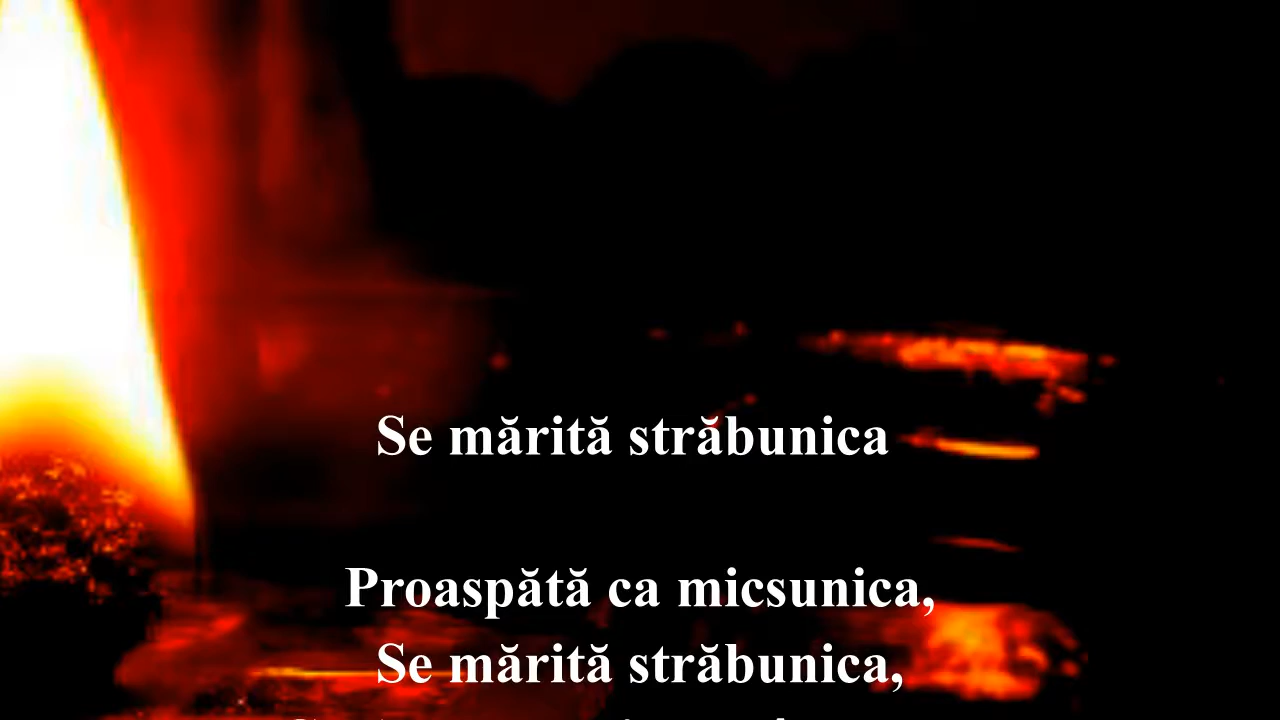 Se mărită străbunica
Proaspătă ca micsunica,
Se mărită străbunica,